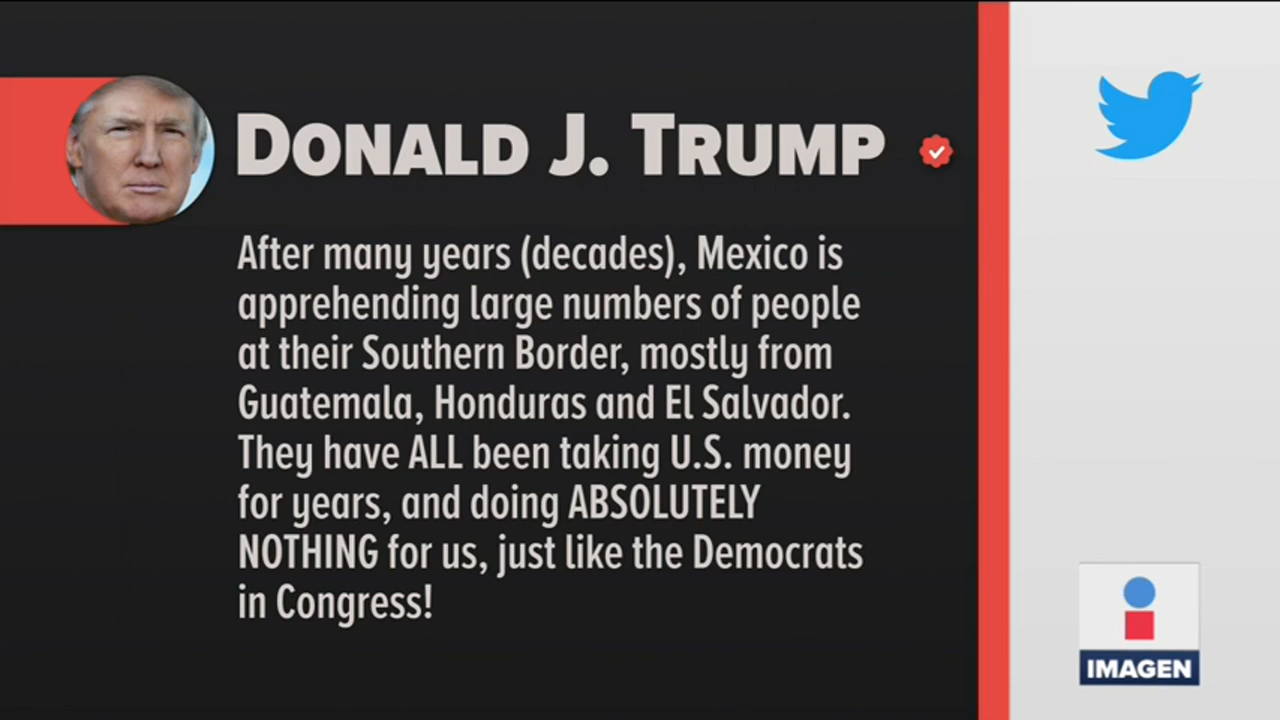 DONALD J. TRUMP
After many years (decades), Mexico is
apprehending large numbers of people
at their Southern Border, mostly from
Guatemala, Honduras and El Salvador.
They have ALL been taking U.S. money
for years, and doing ABSOLUTELY
NOTHING for us, just like the Democrats
in Congress!
IMAGEN